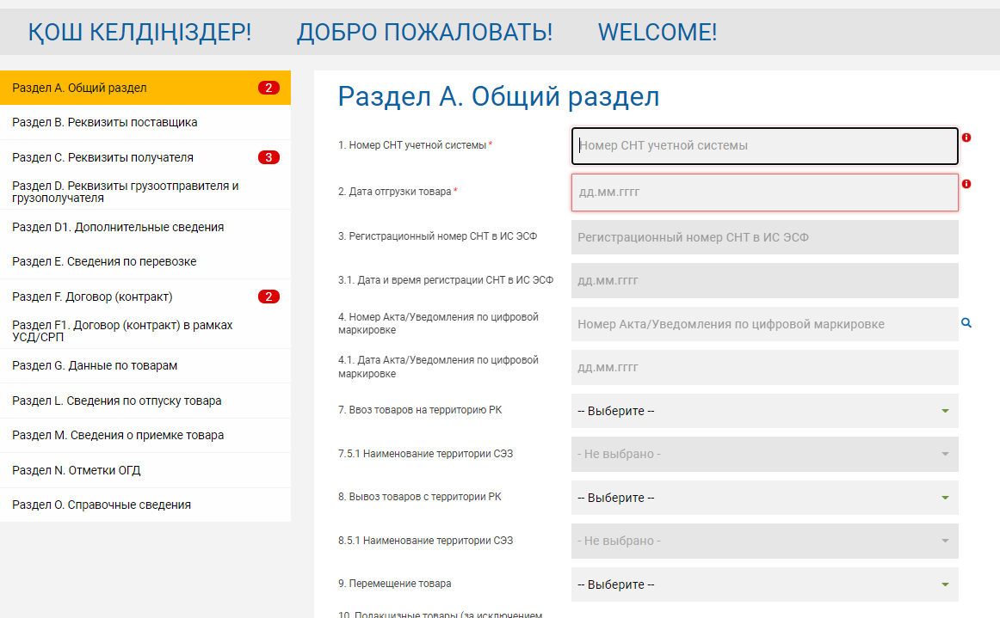 ҚОШ КЕЛДІҢІЗДЕР! ДОБРО ПОЖАЛОВАТЬ! WELCOME!
Раздел A. Общий раздел 2
Раздел B. Реквизиты поставщика
Раздел C. Реквизиты получателя 3
Раздел D. Реквизиты грузоотправителя и
грузополучателя
Раздел D1. Дополнительные сведения
Раздел E. Сведения по перевозке
Раздел F. Договор (контракт) 2
Раздел F1. Договор (контракт) в рамках
УСД/СРП
Раздел G. Данные по товарам
Раздел L. Сведения по отпуску товара
Раздел M. Сведения о приемке товара
Раздел N. Отметки ОГД
Раздел O. Справочные сведения
Раздел A. Общий раздел
1. Номер СНТ учетной системы *
Номер СНТ учетной системы
2. Дата отгрузки товара *
дд.мм.гггг
3. Регистрационный номер СНТ в ИС ЭСФ
Регистрационный номер СНТ в ИС ЭСФ
3.1. Дата и время регистрации СНТ в ИС ЭСФ
дд.мм.гггг
4. Номер Акта/Уведомления по цифровой
маркировке
Номер Акта/Уведомления по цифровой маркировке
4.1. Дата Акта/Уведомления по цифровой
маркировке
дд.мм.гггг
7. Ввоз товаров на территорию РК
-- Выберите --
7.5.1 Наименование территории СЭЗ
- Не выбрано -
8. Вывоз товаров с территории РК
-- Выберите --
8.5.1 Наименование территории СЭЗ
- Не выбрано -
9. Перемещение товара
-- Выберите --
10. Подакцизные товары (за исключением